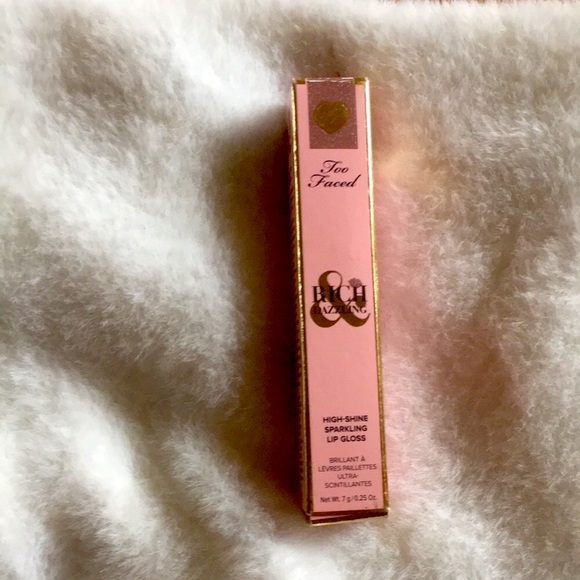 Too
Faced
RICH
&
DAZZLING
HIGH-SHINE
SPARKLING
LIP GLOSS
BRILLANT À
LÈVRES PAILLETTES
ULTRA-
SCINTILLANTES
Net Wt. 7 g/0.25 Oz.